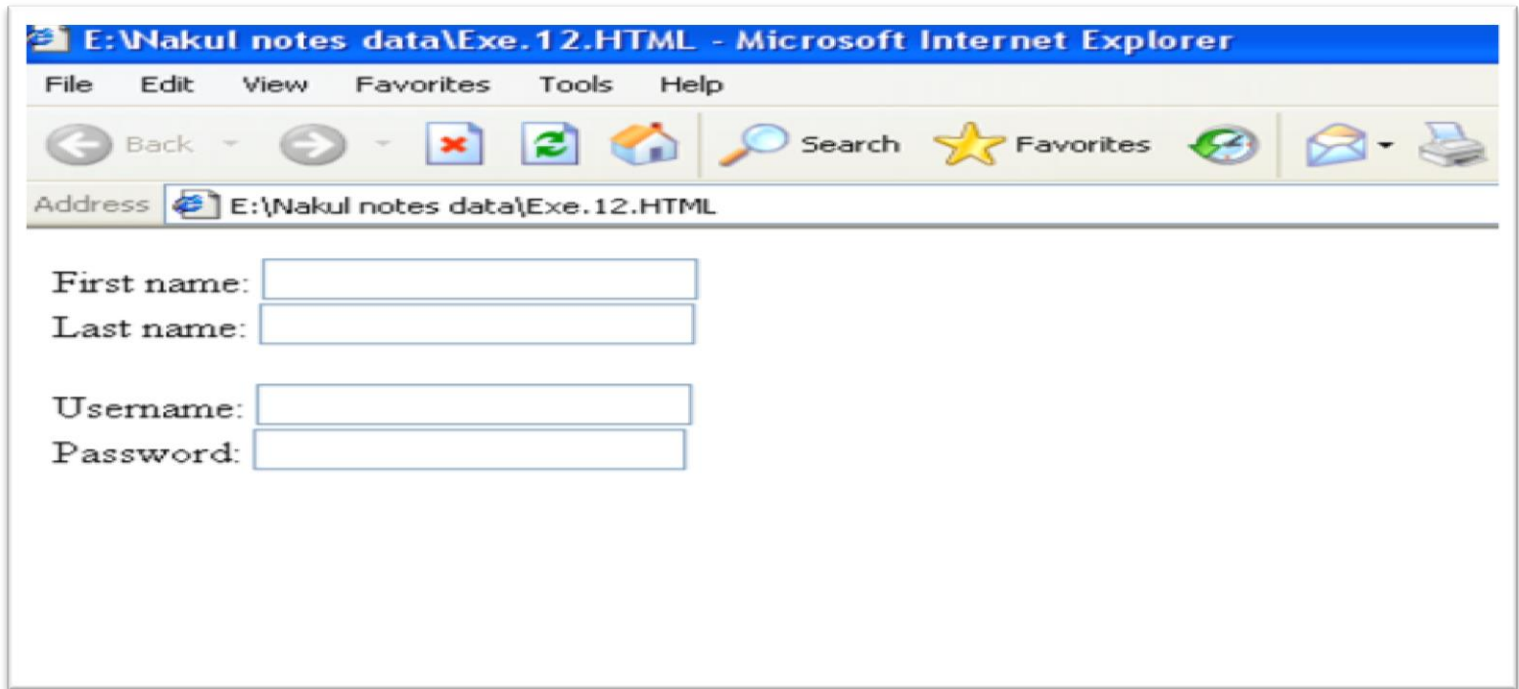 E:\Nakul notes data\Exe.12.HTML - Microsoft Internet Explorer
File Edit View Favorites Tools Help
Back Search Favorites
Address E:\Nakul notes data\Exe.12.HTML
First name:
Last name:
Username:
Password: